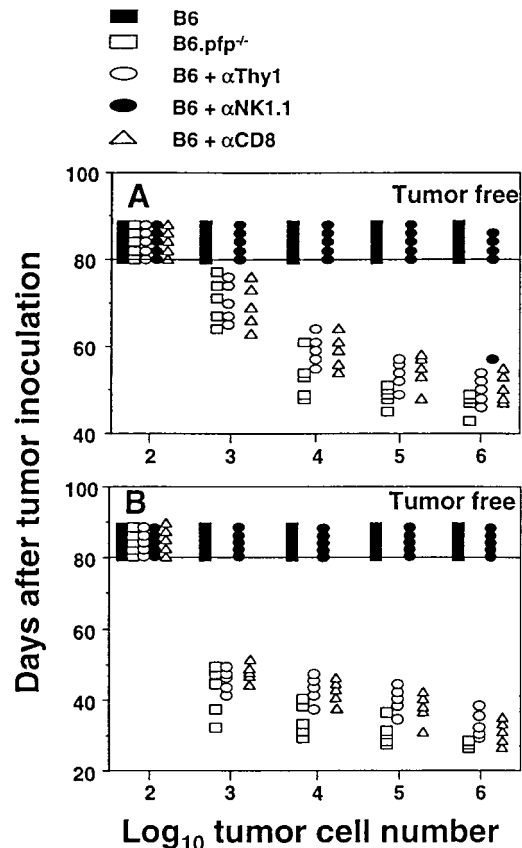 B6
B6.pfp-/-
B6 + αThy1
B6 + αNK1.1
B6 + αCD8
Days after tumor inoculation
A
Tumor free
100
80
60
40
2 3 4 5 6
B
Tumor free
100
80
60
40
20
2 3 4 5 6
Log10 tumor cell number